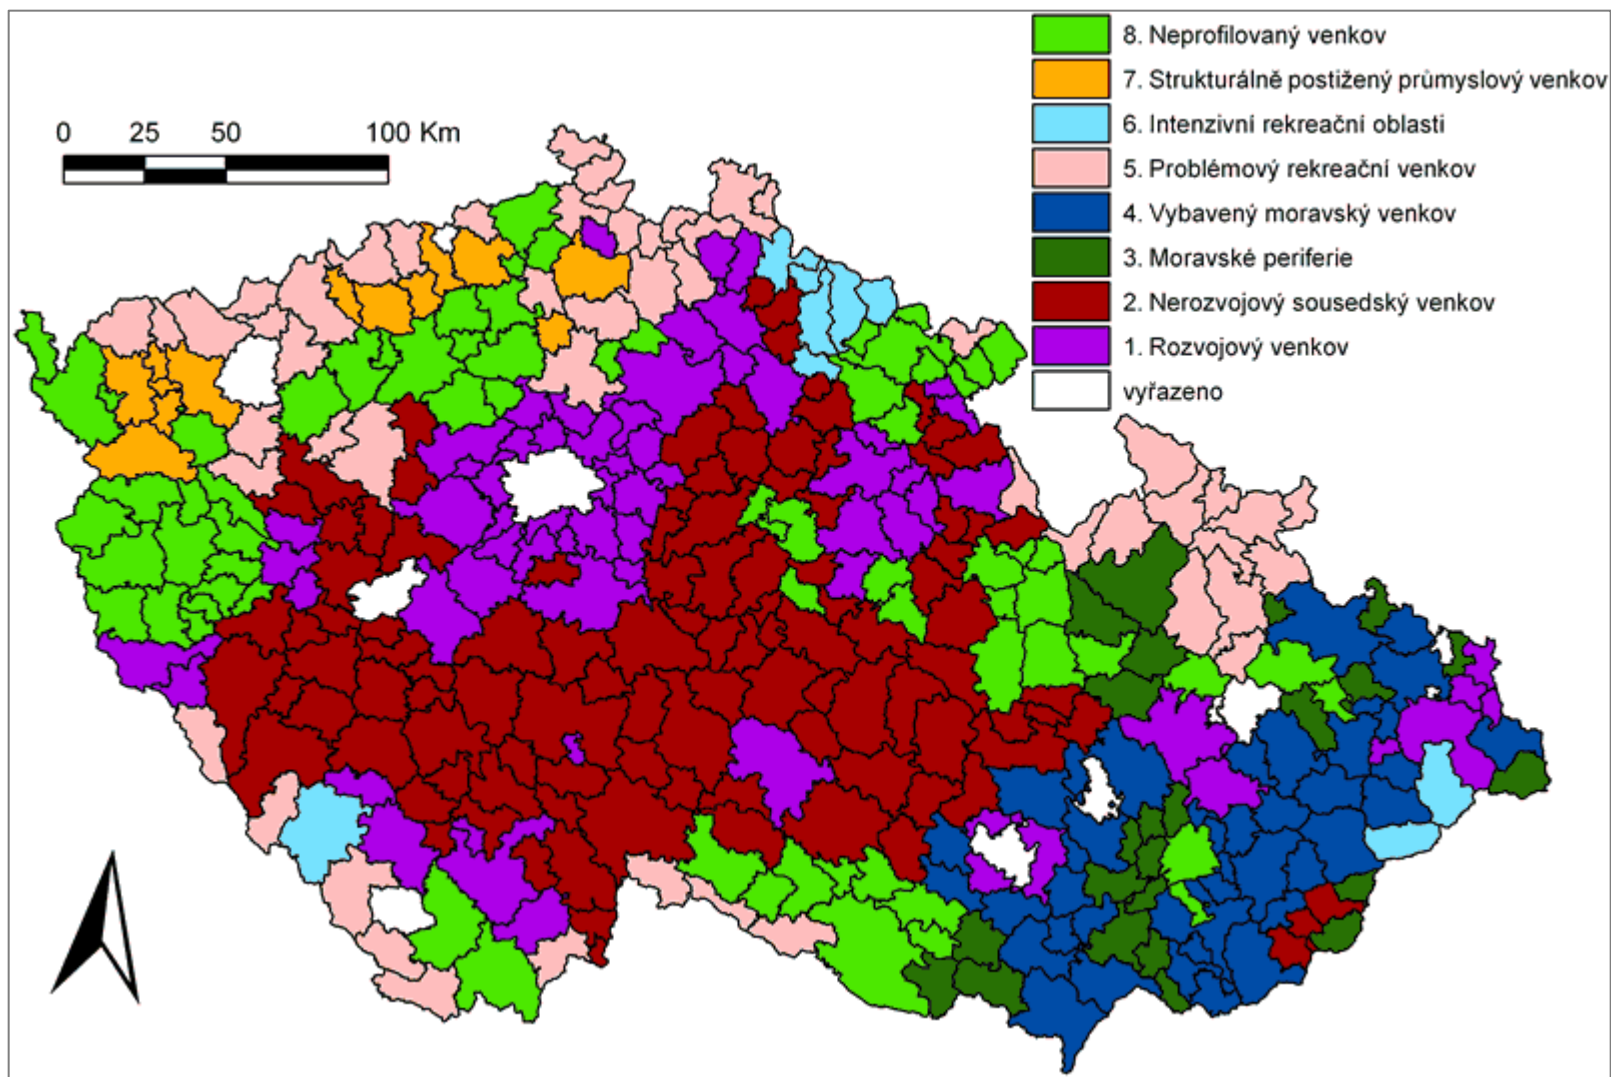 8. Neprofilovaný venkov
7. Strukturálně postižený průmyslový venkov
6. Intenzivní rekreační oblasti
5. Problémový rekreační venkov
4. Vybavený moravský venkov
3. Moravské periferie
2. Nerozvojový sousedský venkov
1. Rozvojový venkov
vyřazeno
0 25 50 100 Km